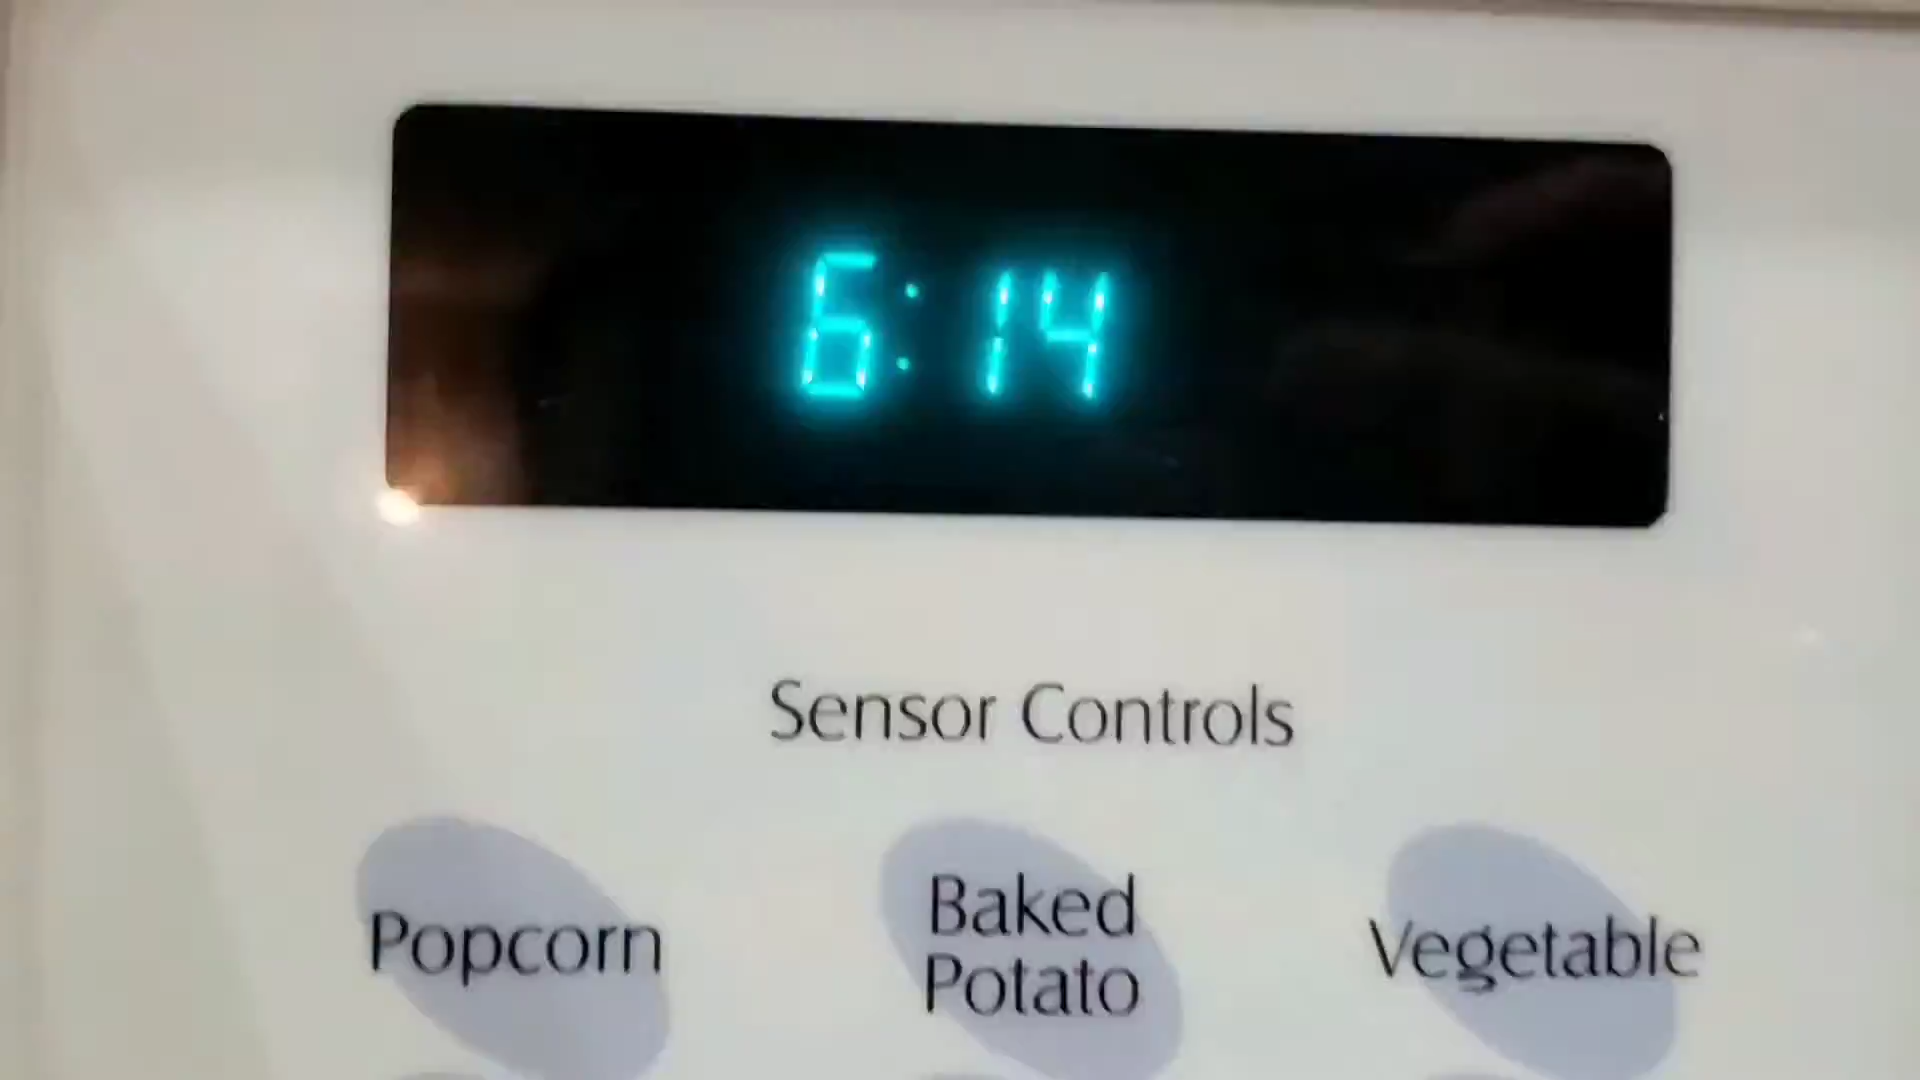 6:14
Sensor Controls
Popcorn
Baked
Potato
Vegetable